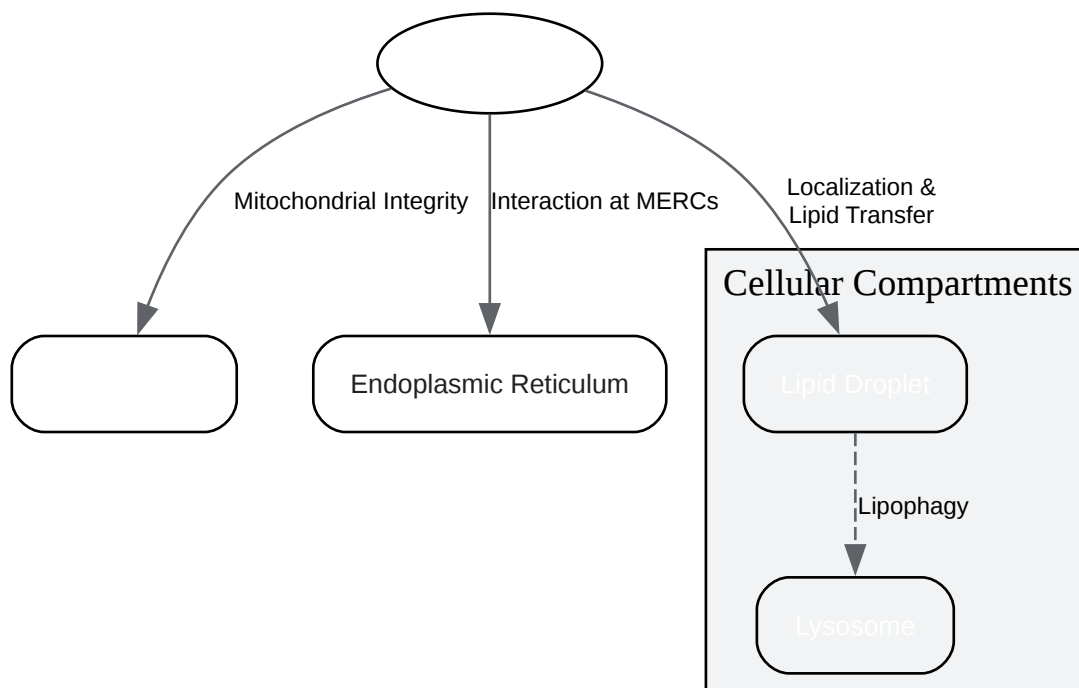 Mitochondrial Integrity
Interaction at MERCs
Localization &
Lipid Transfer
Cellular Compartments
Endoplasmic Reticulum
Lipid Droplet
Lipophagy
Lysosome